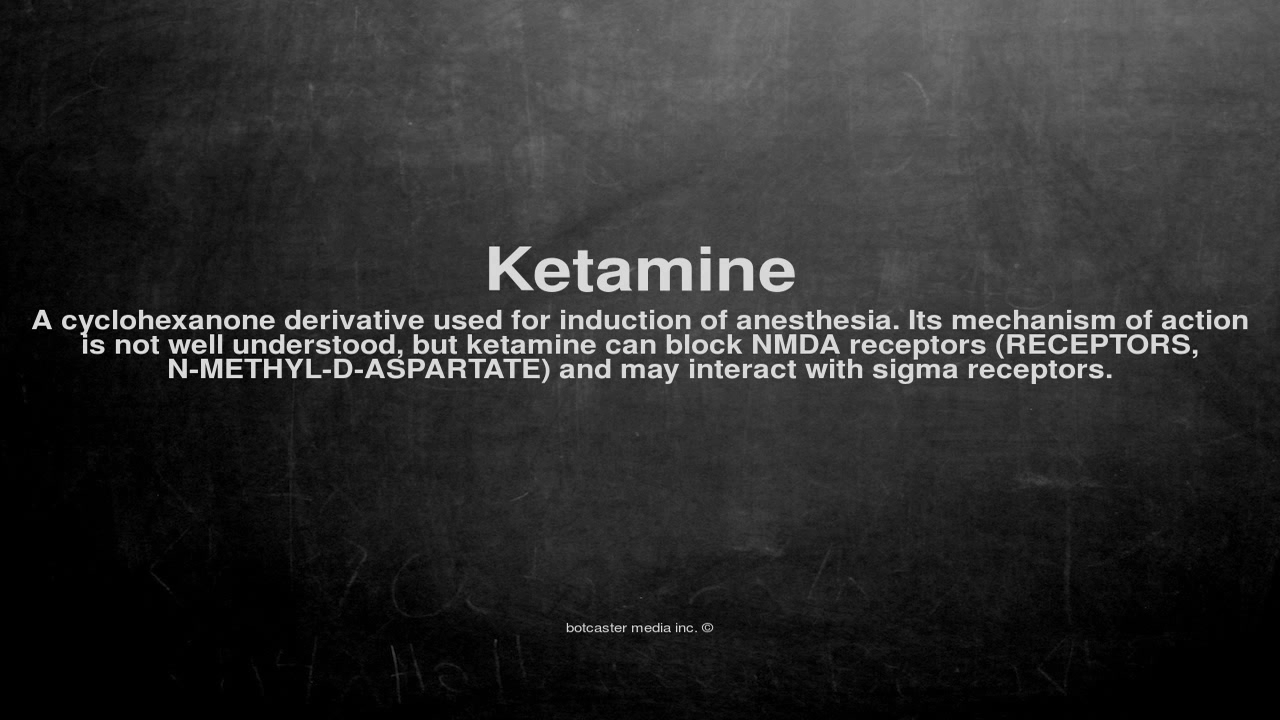 Ketamine
A cyclohexanone derivative used for induction of anesthesia. Its mechanism of action
is not well understood, but ketamine can block NMDA receptors (RECEPTORS,
N-METHYL-D-ASPARTATE) and may interact with sigma receptors.
botcaster media inc. ©